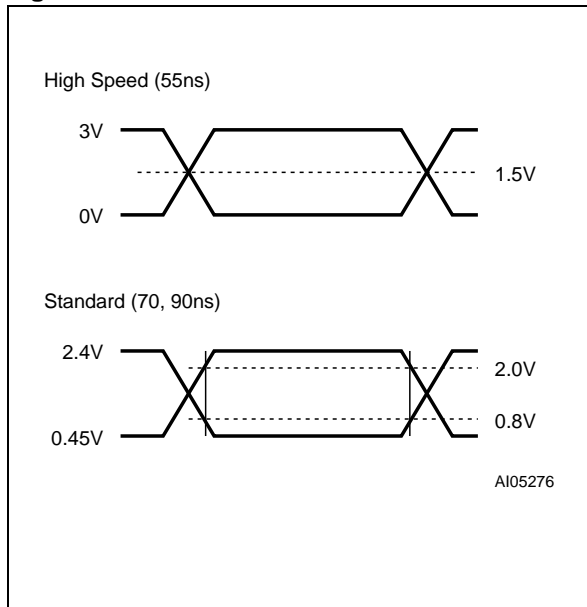 High Speed (55ns)
3V
1.5V
0V
Standard (70, 90ns)
2.4V
2.0V
0.8V
0.45V
AI05276